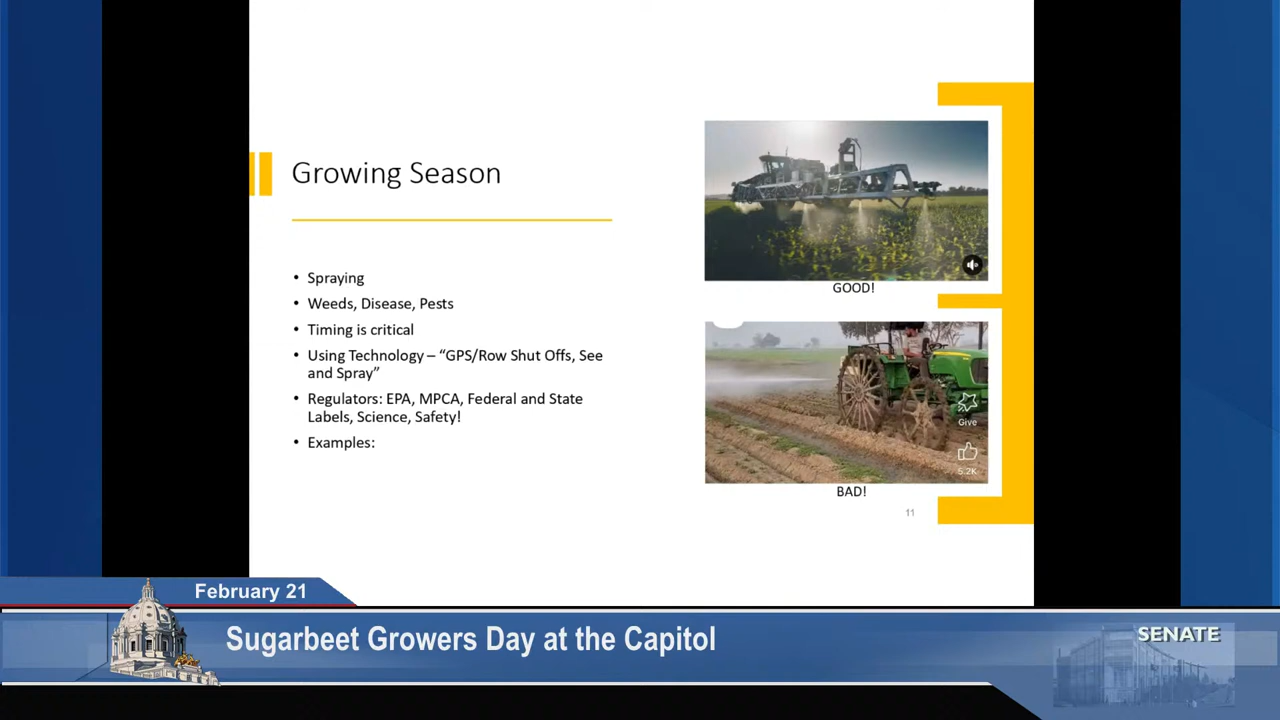 Growing Season
• Spraying
• Weeds, Disease, Pests
• Timing is critical
• Using Technology – “GPS/Row Shut Offs, See
and Spray”
• Regulators: EPA, MPCA, Federal and State
Labels, Science, Safety!
• Examples:
GOOD!
Give
5.2K
BAD!
11
February 21
Sugarbeet Growers Day at the Capitol
SENATE